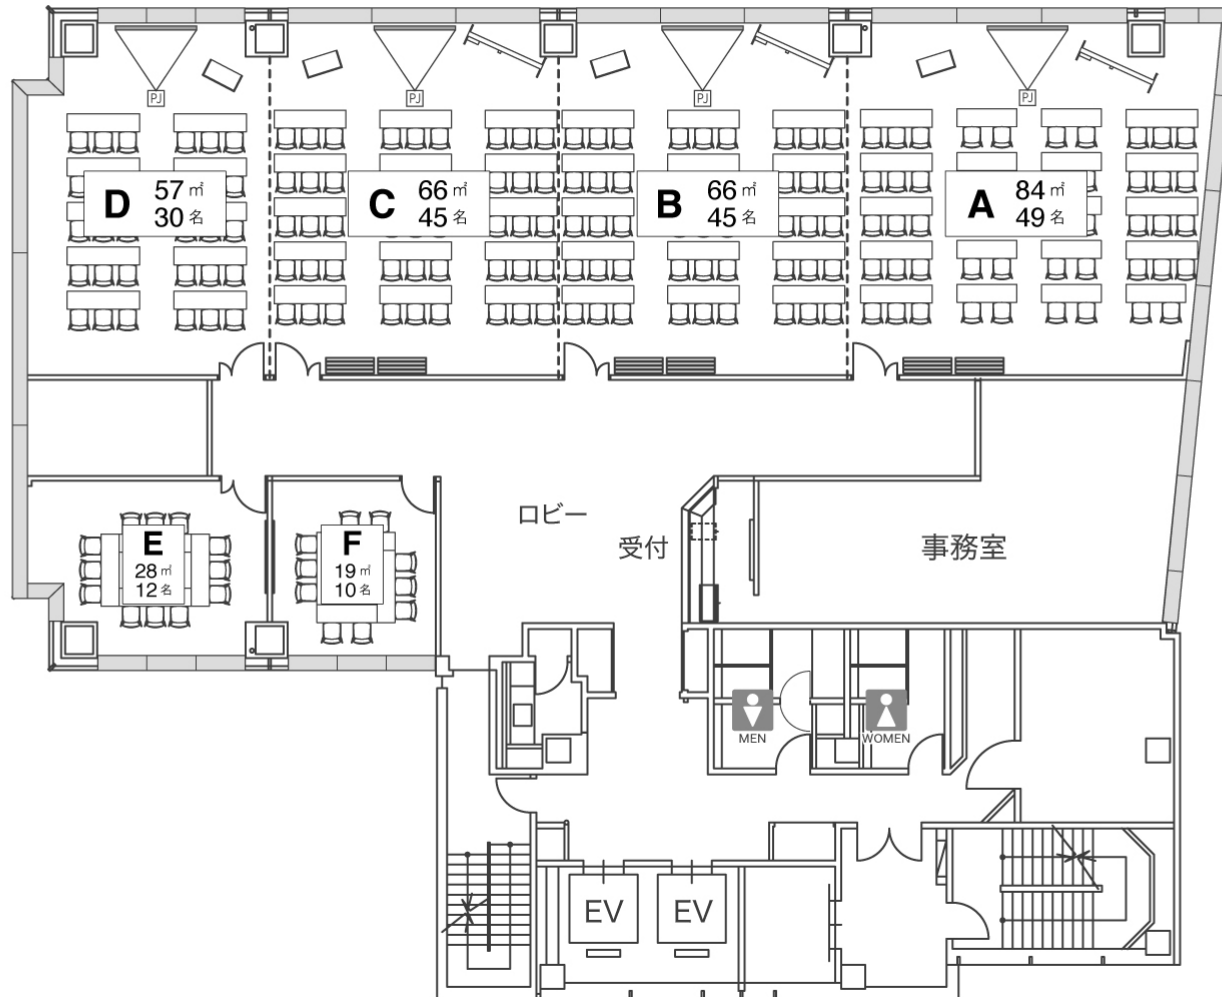 PJ
PJ
PJ
PJ
D 57㎡
30名
C 66㎡
45名
B 66㎡
45名
A 84㎡
49名
E
28㎡
12名
F
19㎡
10名
ロビー
受付
事務室
MEN
WOMEN
EV
EV